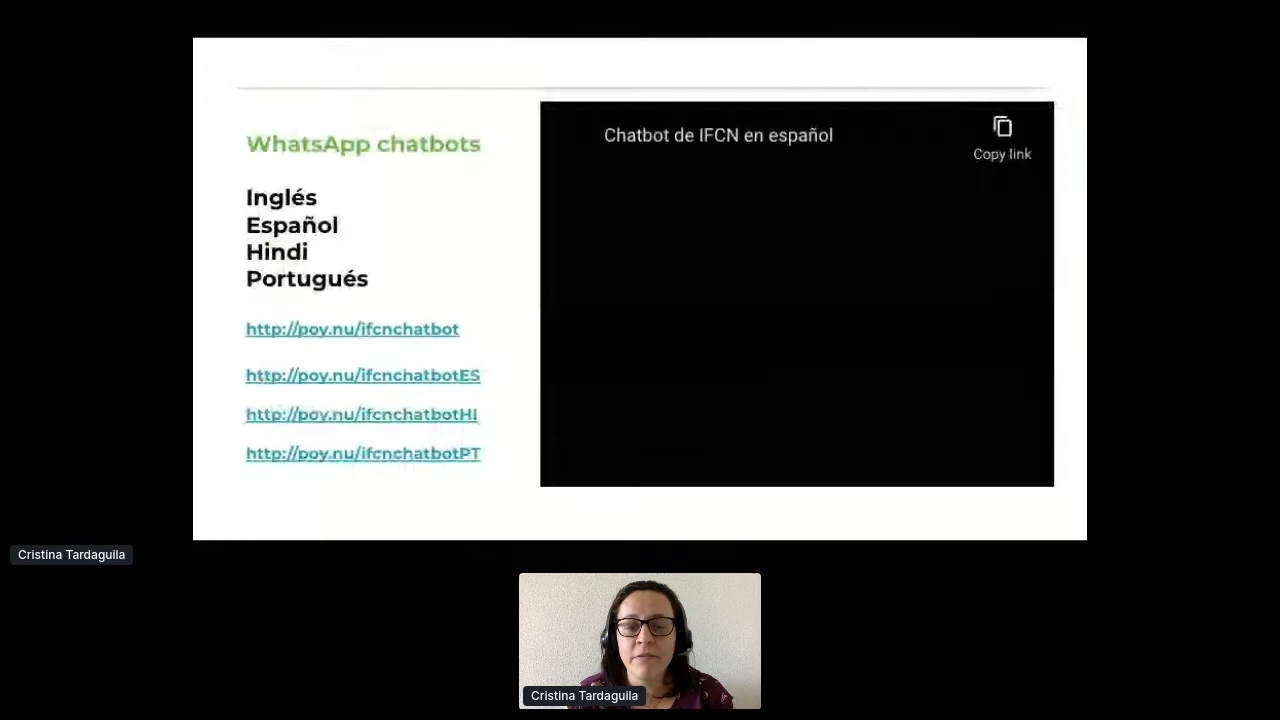 WhatsApp chatbots
Inglés
Español
Hindi
Portugués
http://poy.nu/ifcnchatbot
http://poy.nu/ifcnchatbotES
http://poy.nu/ifcnchatbotHI
http://poy.nu/ifcnchatbotPT
Chatbot de IFCN en español
Copy link
Cristina Tardaguila
Cristina Tardaguila